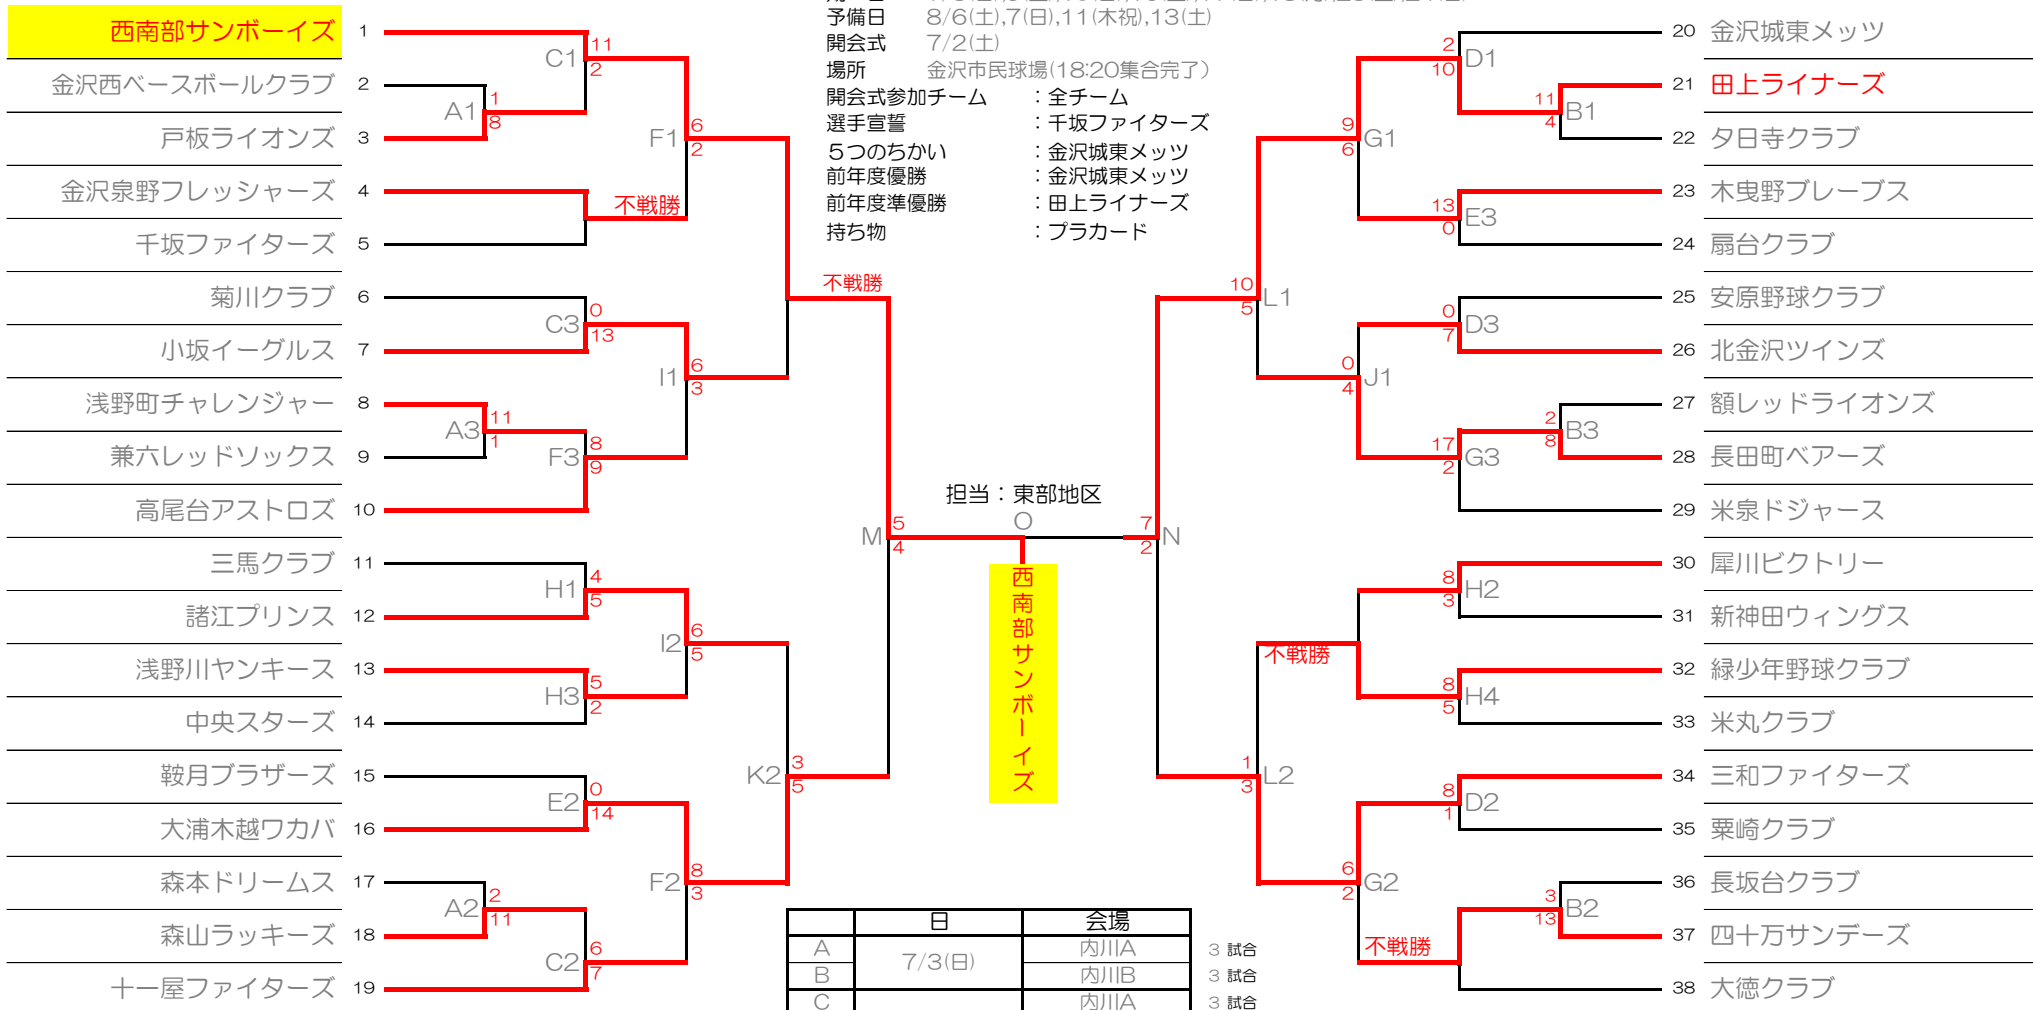 予備日 8/6(土),7(日),11(木祝),13(土)
開会式 7/2(土)
場所 金沢市民球場(18:20集合完了)
開会式参加チーム ：全チーム
選手宣誓 ：千坂ファイターズ
5つのちかい ：金沢城東メッツ
前年度優勝 ：金沢城東メッツ
前年度準優勝 ：田上ライナーズ
持ち物 ：プラカード
西南部サンボーイズ 1
金沢西ベースボールクラブ 2
戸板ライオンズ 3
金沢泉野フレッシャーズ 4
千坂ファイターズ 5
菊川クラブ 6
小坂イーグルス 7
浅野町チャレンジャー 8
兼六レッドソックス 9
高尾台アストロズ 10
三馬クラブ 11
諸江プリンス 12
浅野川ヤンキース 13
中央スターズ 14
鞍月ブラザーズ 15
大浦木越ワカバ 16
森本ドリームス 17
森山ラッキーズ 18
十一屋ファイターズ 19
A1 1 8
A3 11 1
A2 2 11
C1 11 2
不戦勝
C3 0 13
F3 8 9
H1 4 5
H3 5 2
E2 0 14
C2 6 7
F1 6 2
I1 6 3
I2 6 5
F2 8 3
不戦勝
K2 3 5
M 5 4
担当：東部地区
O
西南部サンボーイズ
7 2 N
10 5 L1
1 3 L2
9 6 G1
0 4 J1
不戦勝
6 2 G2
2 10 D1
13 0 E3
0 7 D3
17 2 G3
8 3 H2
8 5 H4
8 1 D2
不戦勝
11 4 B1
2 8 B3
3 13 B2
20 金沢城東メッツ
21 田上ライナーズ
22 夕日寺クラブ
23 木曳野ブレーブス
24 扇台クラブ
25 安原野球クラブ
26 北金沢ツインズ
27 額レッドライオンズ
28 長田町ベアーズ
29 米泉ドジャース
30 犀川ビクトリー
31 新神田ウィングス
32 緑少年野球クラブ
33 米丸クラブ
34 三和ファイターズ
35 粟崎クラブ
36 長坂台クラブ
37 四十万サンデーズ
38 大徳クラブ
日 会場
A 7/3(日) 内川A 3 試合
B 内川B 3 試合
C 内川A 3 試合